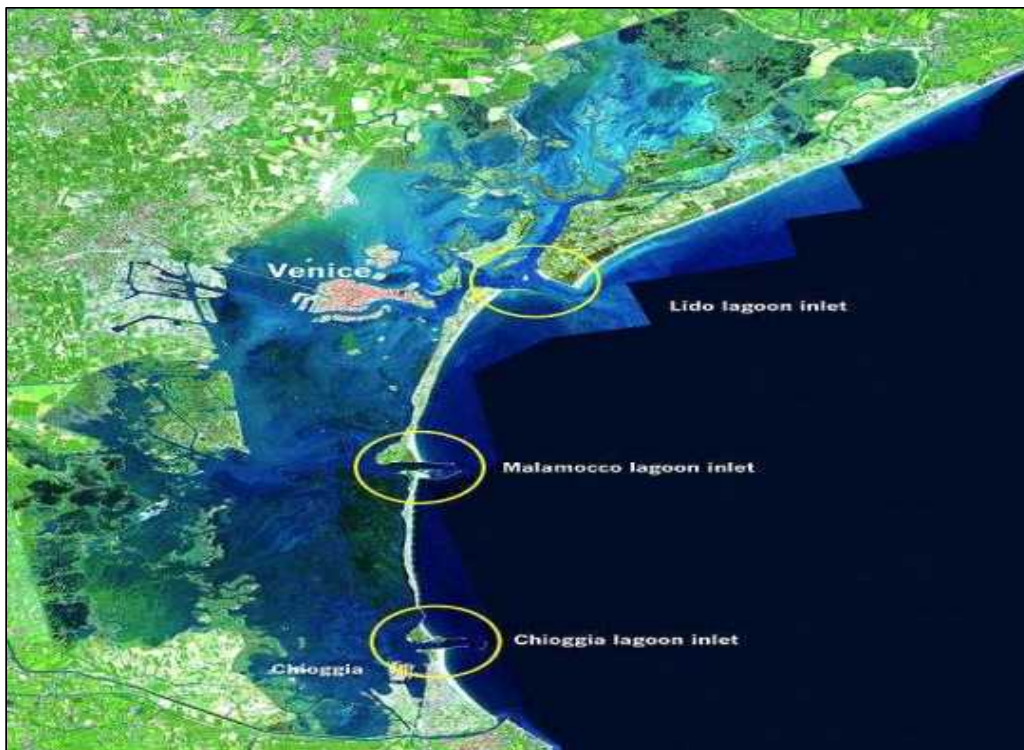 Venice
Lido lagoon inlet
Malamocco lagoon inlet
Chioggia lagoon inlet
Chioggia